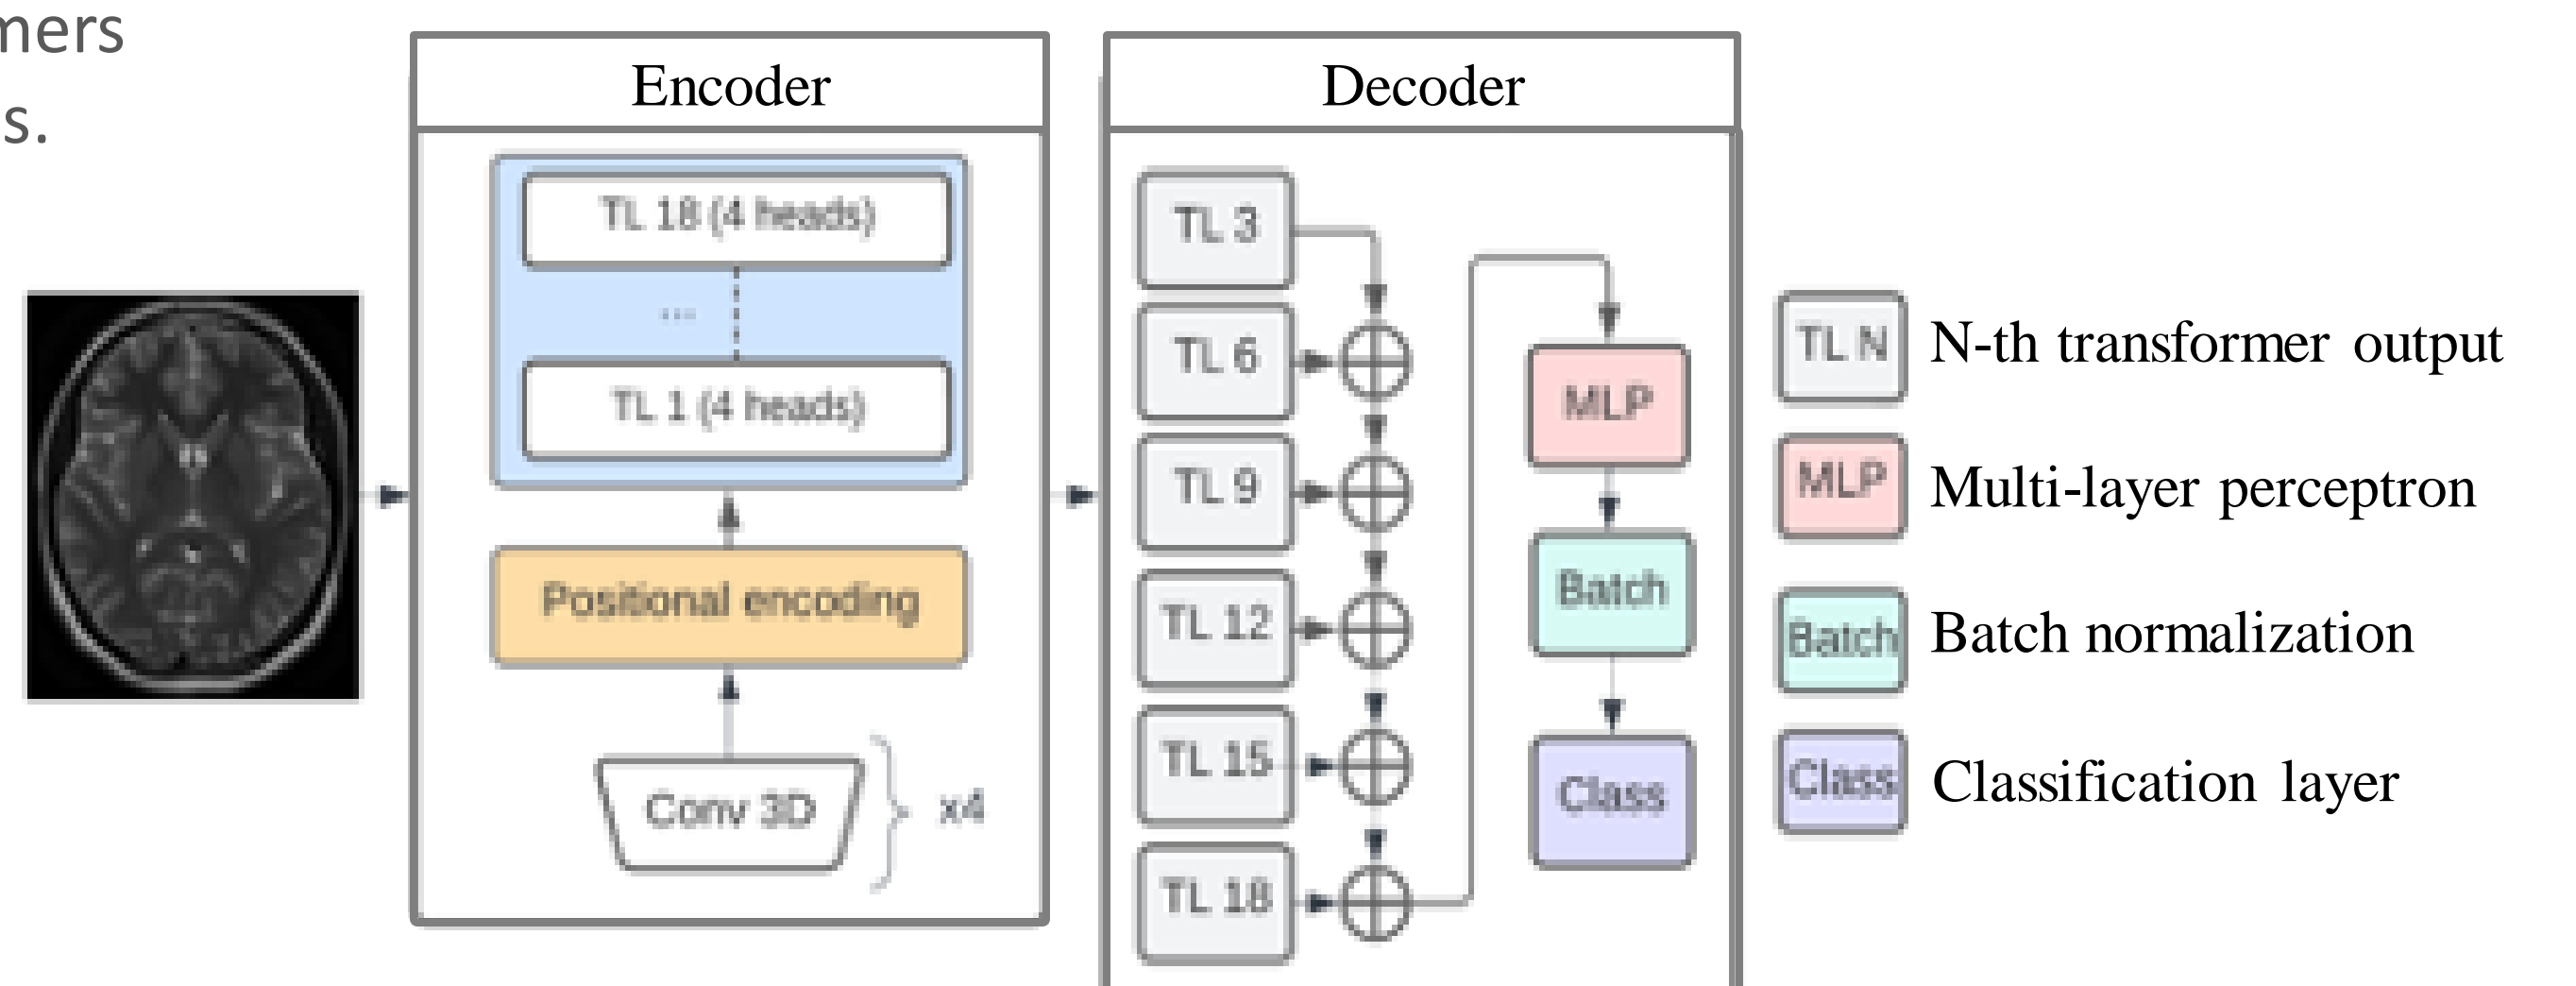 mers
s.
Encoder
TL 18 (4 heads)
...
TL 1 (4 heads)
Positional encoding
Conv 3D
x4
Decoder
TL 3
TL 6
TL 9
TL 12
TL 15
TL 18
MLP
Batch
Class
TL N N-th transformer output
MLP Multi-layer perceptron
Batch Batch normalization
Class Classification layer